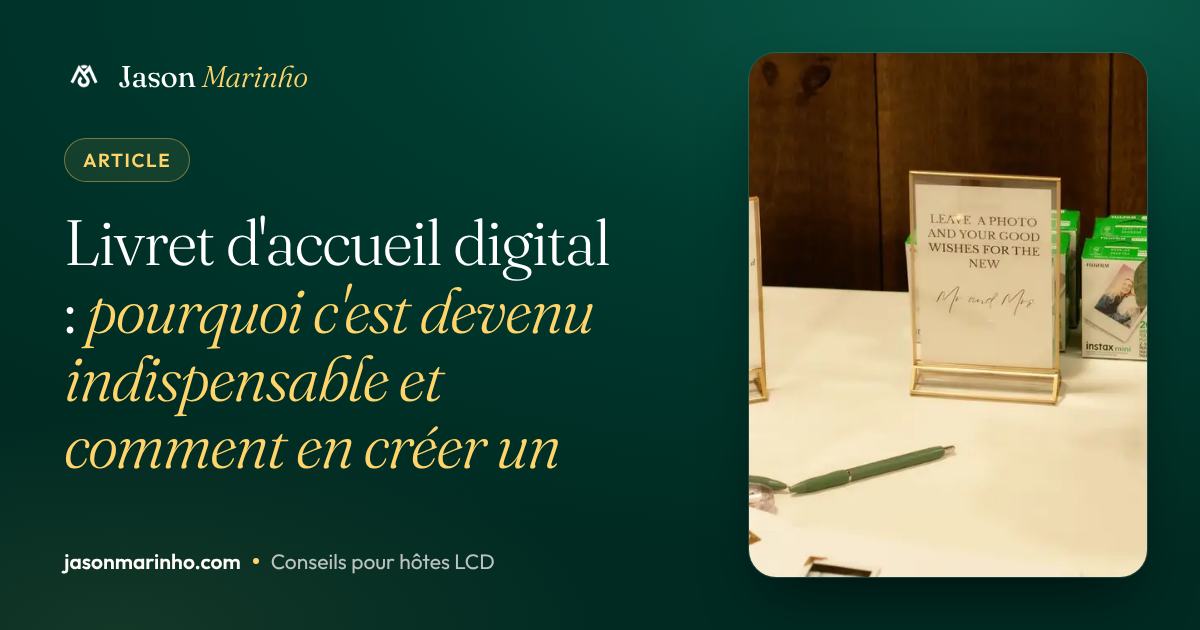 Jason Marinho
ARTICLE
Livret d'accueil digital
: pourquoi c'est devenu
indispensable et
comment en créer un
jasonmarinho.com • Conseils pour hôtes LCD
LEAVE A PHOTO
AND YOUR GOOD
WISHES FOR THE
NEW
Mr and Mrs
FUJIFILM
instax mini